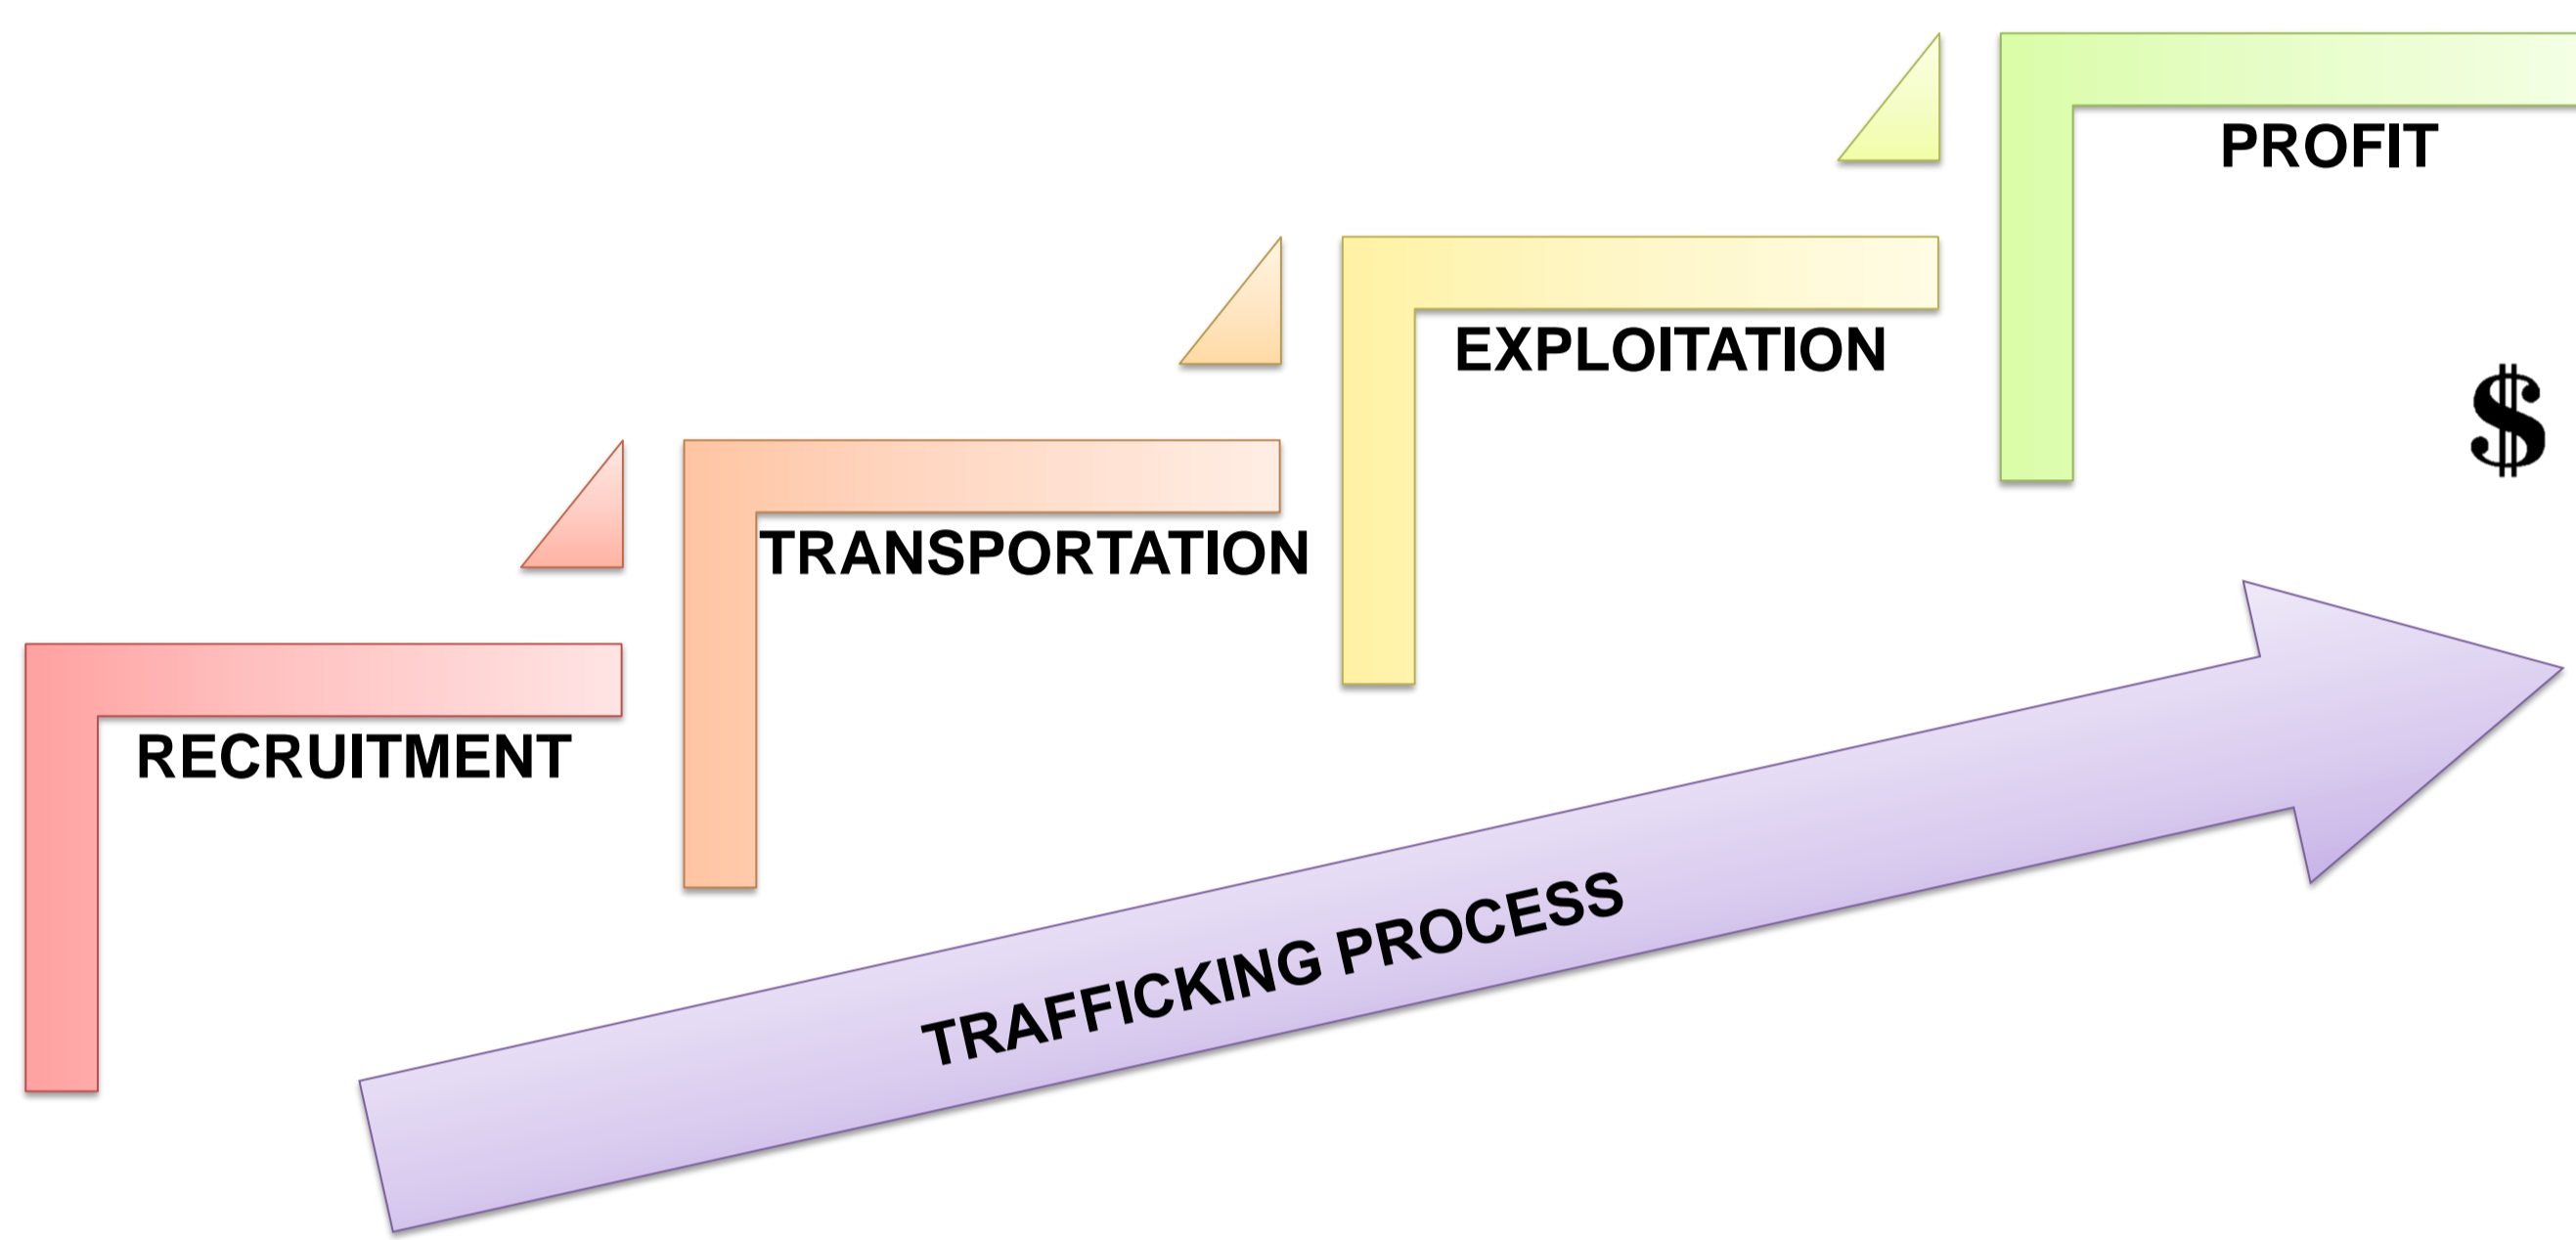 PROFIT
EXPLOITATION
$
TRANSPORTATION
RECRUITMENT
TRAFFICKING PROCESS